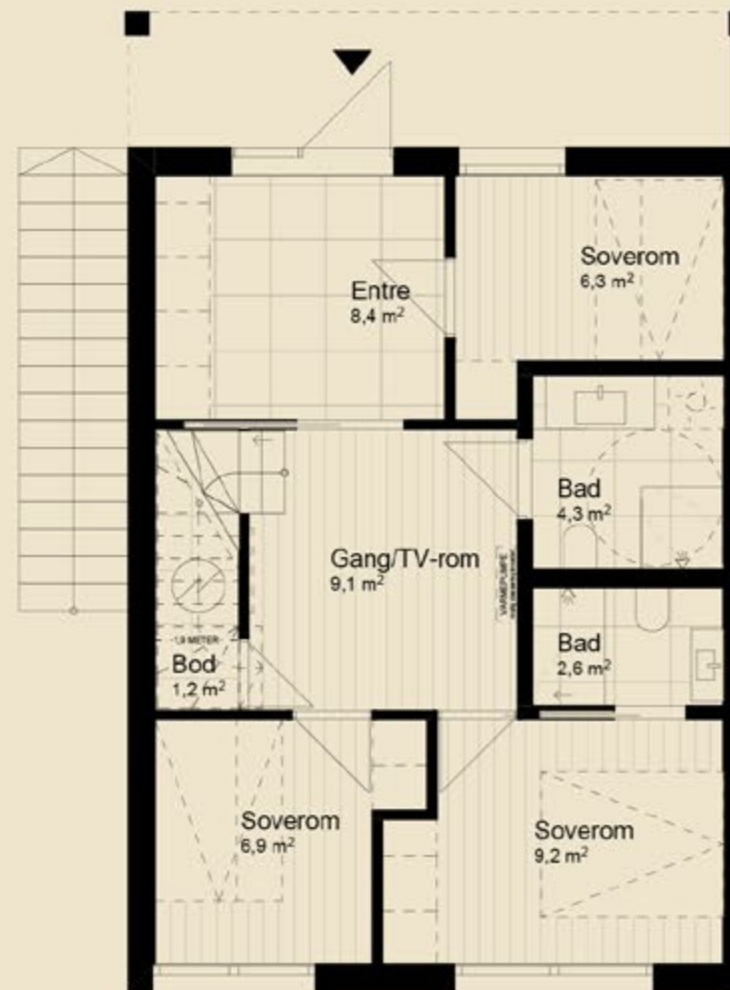 Soverom
6,3 m²
Entre
8,4 m²
Bad
4,3 m²
Gang/TV-rom
9,1 m²
VARMEPUMPE
Bad
2,6 m²
1,9 METER
Bod
1,2 m²
Soverom
6,9 m²
Soverom
9,2 m²